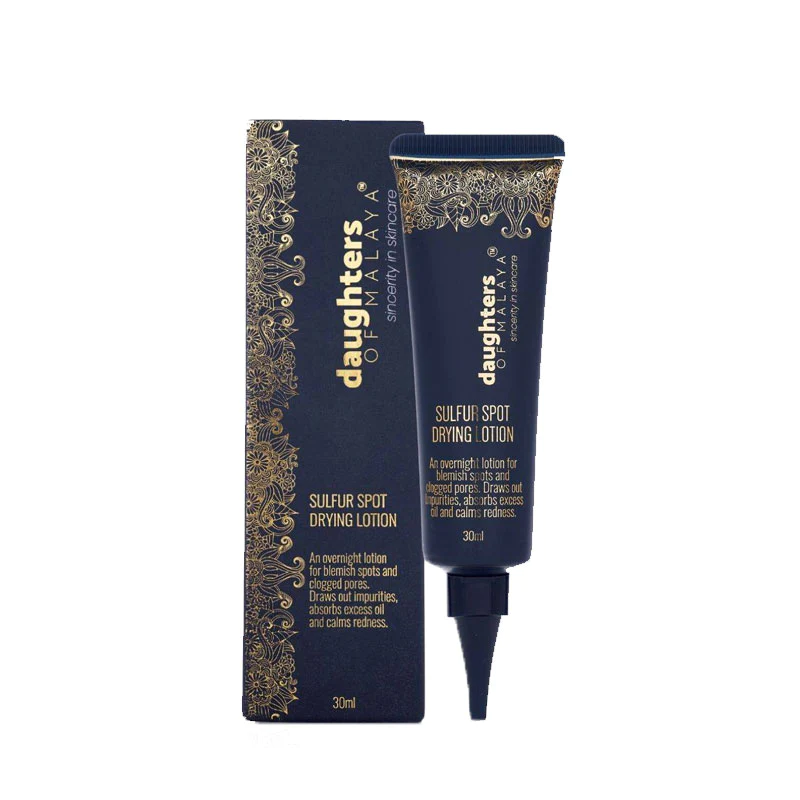 daughters
OF MALAYA™
sincerity in skincare
SULFUR SPOT
DRYING LOTION
An overnight lotion
for blemish spots and
clogged pores.
Draws out impurities,
absorbs excess oil
and calms redness.
30ml
daughters
OF MALAYA™
sincerity in skincare
SULFUR SPOT
DRYING LOTION
An overnight lotion for
blemish spots and
clogged pores. Draws out
impurities, absorbs excess
oil and calms redness.
30ml